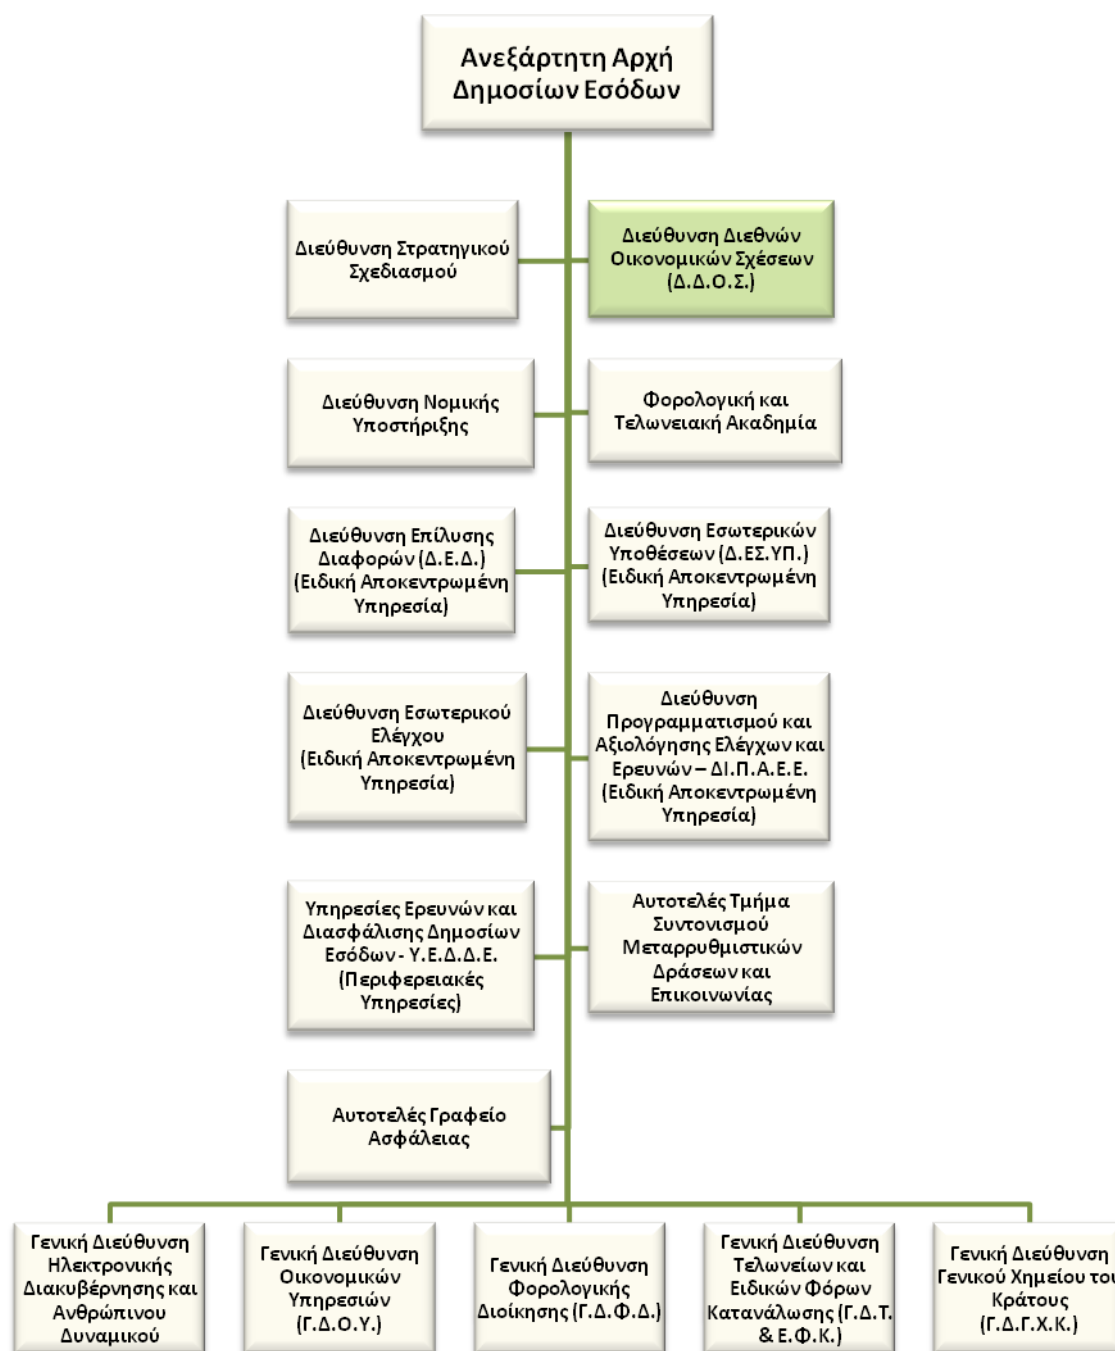 Ανεξάρτητη Αρχή
Δημοσίων Εσόδων
Διεύθυνση Στρατηγικού
Σχεδιασμού
Διεύθυνση Διεθνών
Οικονομικών Σχέσεων
(Δ.Δ.Ο.Σ.)
Διεύθυνση Νομικής
Υποστήριξης
Φορολογική και
Τελωνειακή Ακαδημία
Διεύθυνση Επίλυσης
Διαφορών (Δ.Ε.Δ.)
(Ειδική Αποκεντρωμένη
Υπηρεσία)
Διεύθυνση Εσωτερικών
Υποθέσεων (Δ.ΕΣ.ΥΠ.)
(Ειδική Αποκεντρωμένη
Υπηρεσία)
Διεύθυνση Εσωτερικού
Ελέγχου
(Ειδική Αποκεντρωμένη
Υπηρεσία)
Διεύθυνση
Προγραμματισμού και
Αξιολόγησης Ελέγχων και
Ερευνών – ΔΙ.Π.Α.Ε.Ε.
(Ειδική Αποκεντρωμένη
Υπηρεσία)
Υπηρεσίες Ερευνών και
Διασφάλισης Δημοσίων
Εσόδων - Υ.Ε.Δ.Δ.Ε.
(Περιφερειακές
Υπηρεσίες)
Αυτοτελές Τμήμα
Συντονισμού
Μεταρρυθμιστικών
Δράσεων και
Επικοινωνίας
Αυτοτελές Γραφείο
Ασφάλειας
Γενική Διεύθυνση
Ηλεκτρονικής
Διακυβέρνησης και
Ανθρώπινου
Δυναμικού
Γενική Διεύθυνση
Οικονομικών
Υπηρεσιών
(Γ.Δ.Ο.Υ.)
Γενική Διεύθυνση
Φορολογικής
Διοίκησης (Γ.Δ.Φ.Δ.)
Γενική Διεύθυνση
Τελωνείων και
Ειδικών Φόρων
Κατανάλωσης (Γ.Δ.Τ.
& Ε.Φ.Κ.)
Γενική Διεύθυνση
Γενικού Χημείου του
Κράτους
(Γ.Δ.Γ.Χ.Κ.)